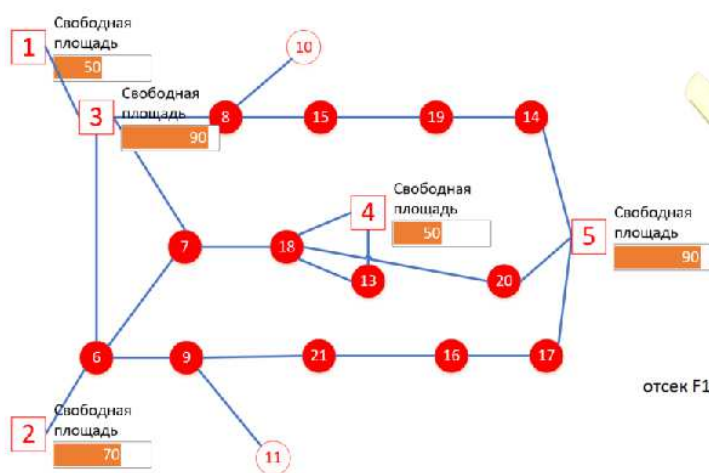 Свободная
площадь
1
50
10
Свободная
площадь
3
90
8
15
19
14
4
Свободная
площадь
50
5
Свободная
площадь
90
7
18
13
20
6
9
21
16
17
отсек F1
2
Свободная
площадь
70
11